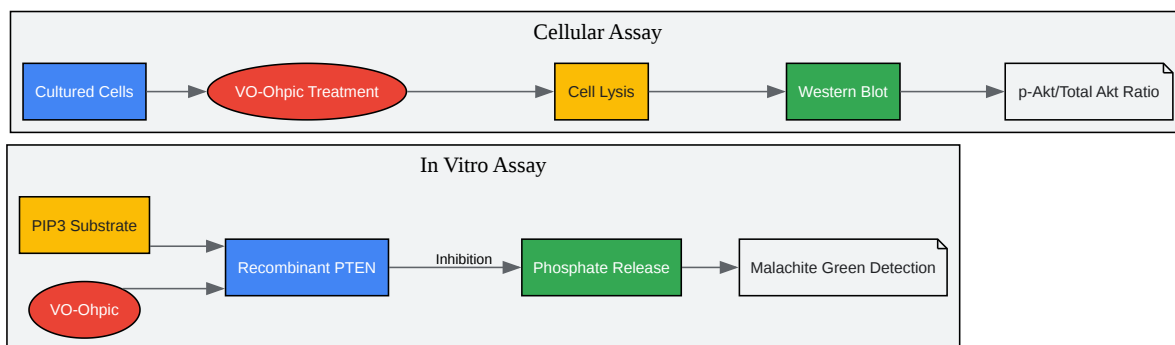 Cellular Assay
Cultured Cells
VO-Ohpic Treatment
Cell Lysis
Western Blot
p-Akt/Total Akt Ratio
In Vitro Assay
PIP3 Substrate
VO-Ohpic
Recombinant PTEN
Inhibition
Phosphate Release
Malachite Green Detection